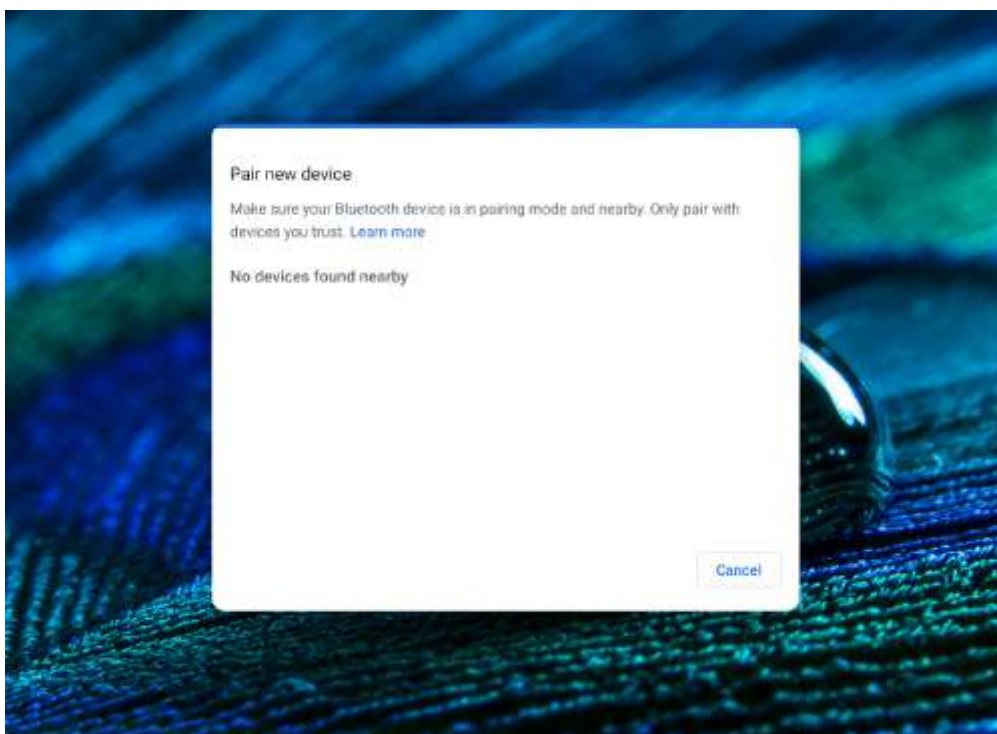 Pair new device
Make sure your Bluetooth device is in pairing mode and nearby. Only pair with
devices you trust. Learn more
No devices found nearby
Cancel